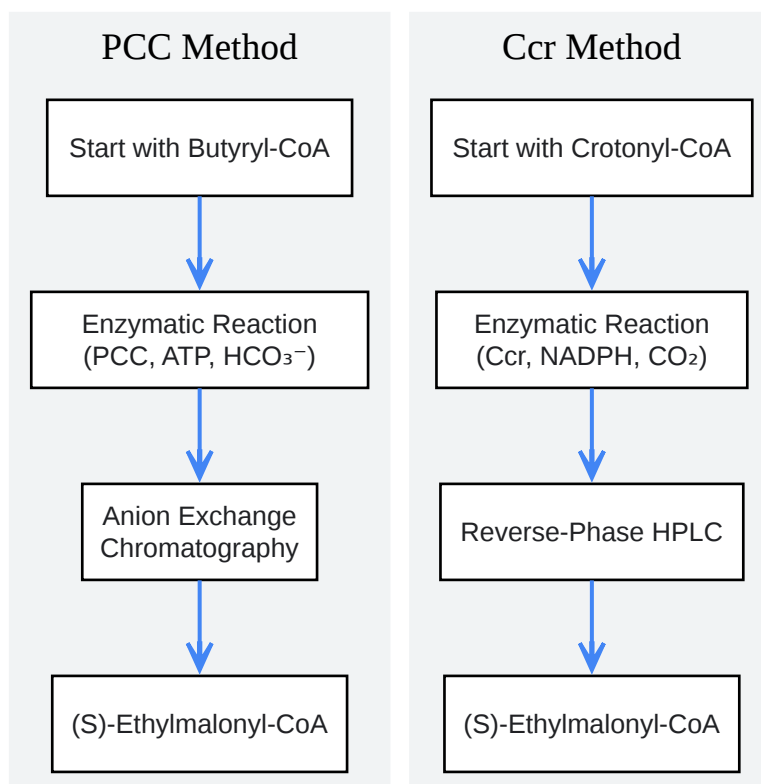 PCC Method
Start with Butyryl-CoA
Enzymatic Reaction
(PCC, ATP, HCO₃⁻)
Anion Exchange
Chromatography
(S)-Ethylmalonyl-CoA
Ccr Method
Start with Crotonyl-CoA
Enzymatic Reaction
(Ccr, NADPH, CO₂)
Reverse-Phase HPLC
(S)-Ethylmalonyl-CoA